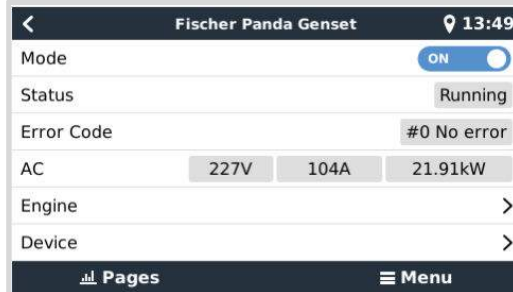 Fischer Panda Genset 13:49
Mode ON
Status Running
Error Code #0 No error
AC 227V 104A 21.91kW
Engine
Device
Pages Menu